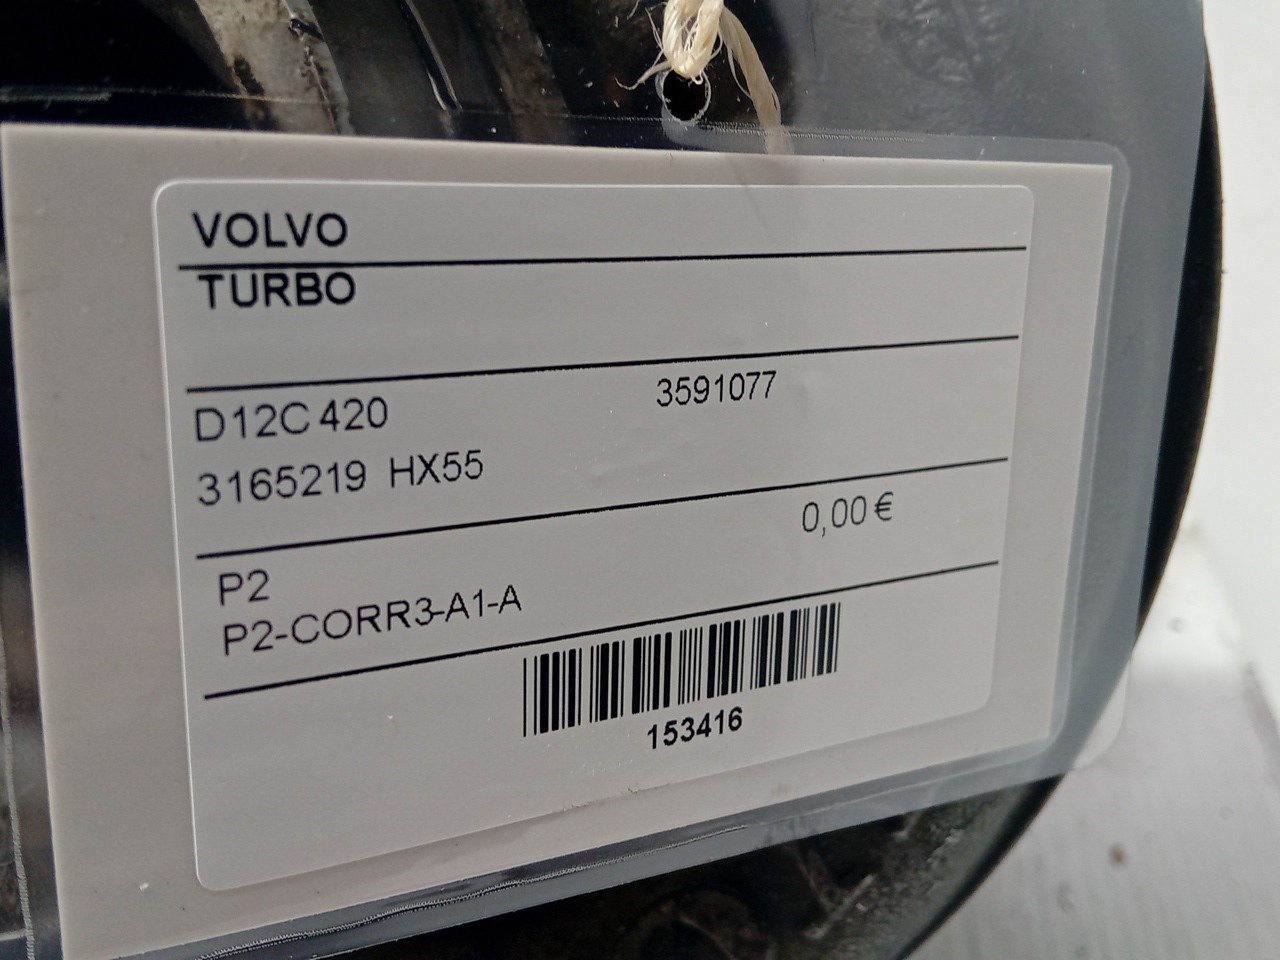 VOLVO
TURBO
D12C 420 3591077
3165219 HX55
0,00 €
P2
P2-CORR3-A1-A
153416